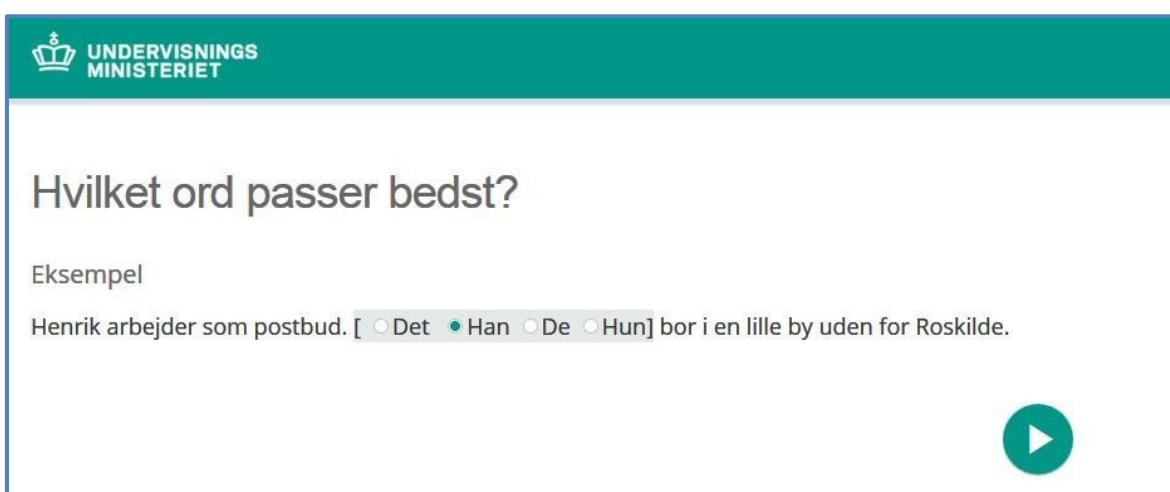 UNDERVISNINGS
MINISTERIET
Hvilket ord passer bedst?
Eksempel
Henrik arbejder som postbud. [ Det Han De Hun] bor i en lille by uden for Roskilde.